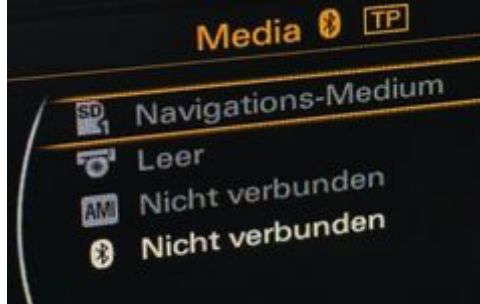 Media TP
SD 1 Navigations-Medium
Leer
AMI Nicht verbunden
Nicht verbunden